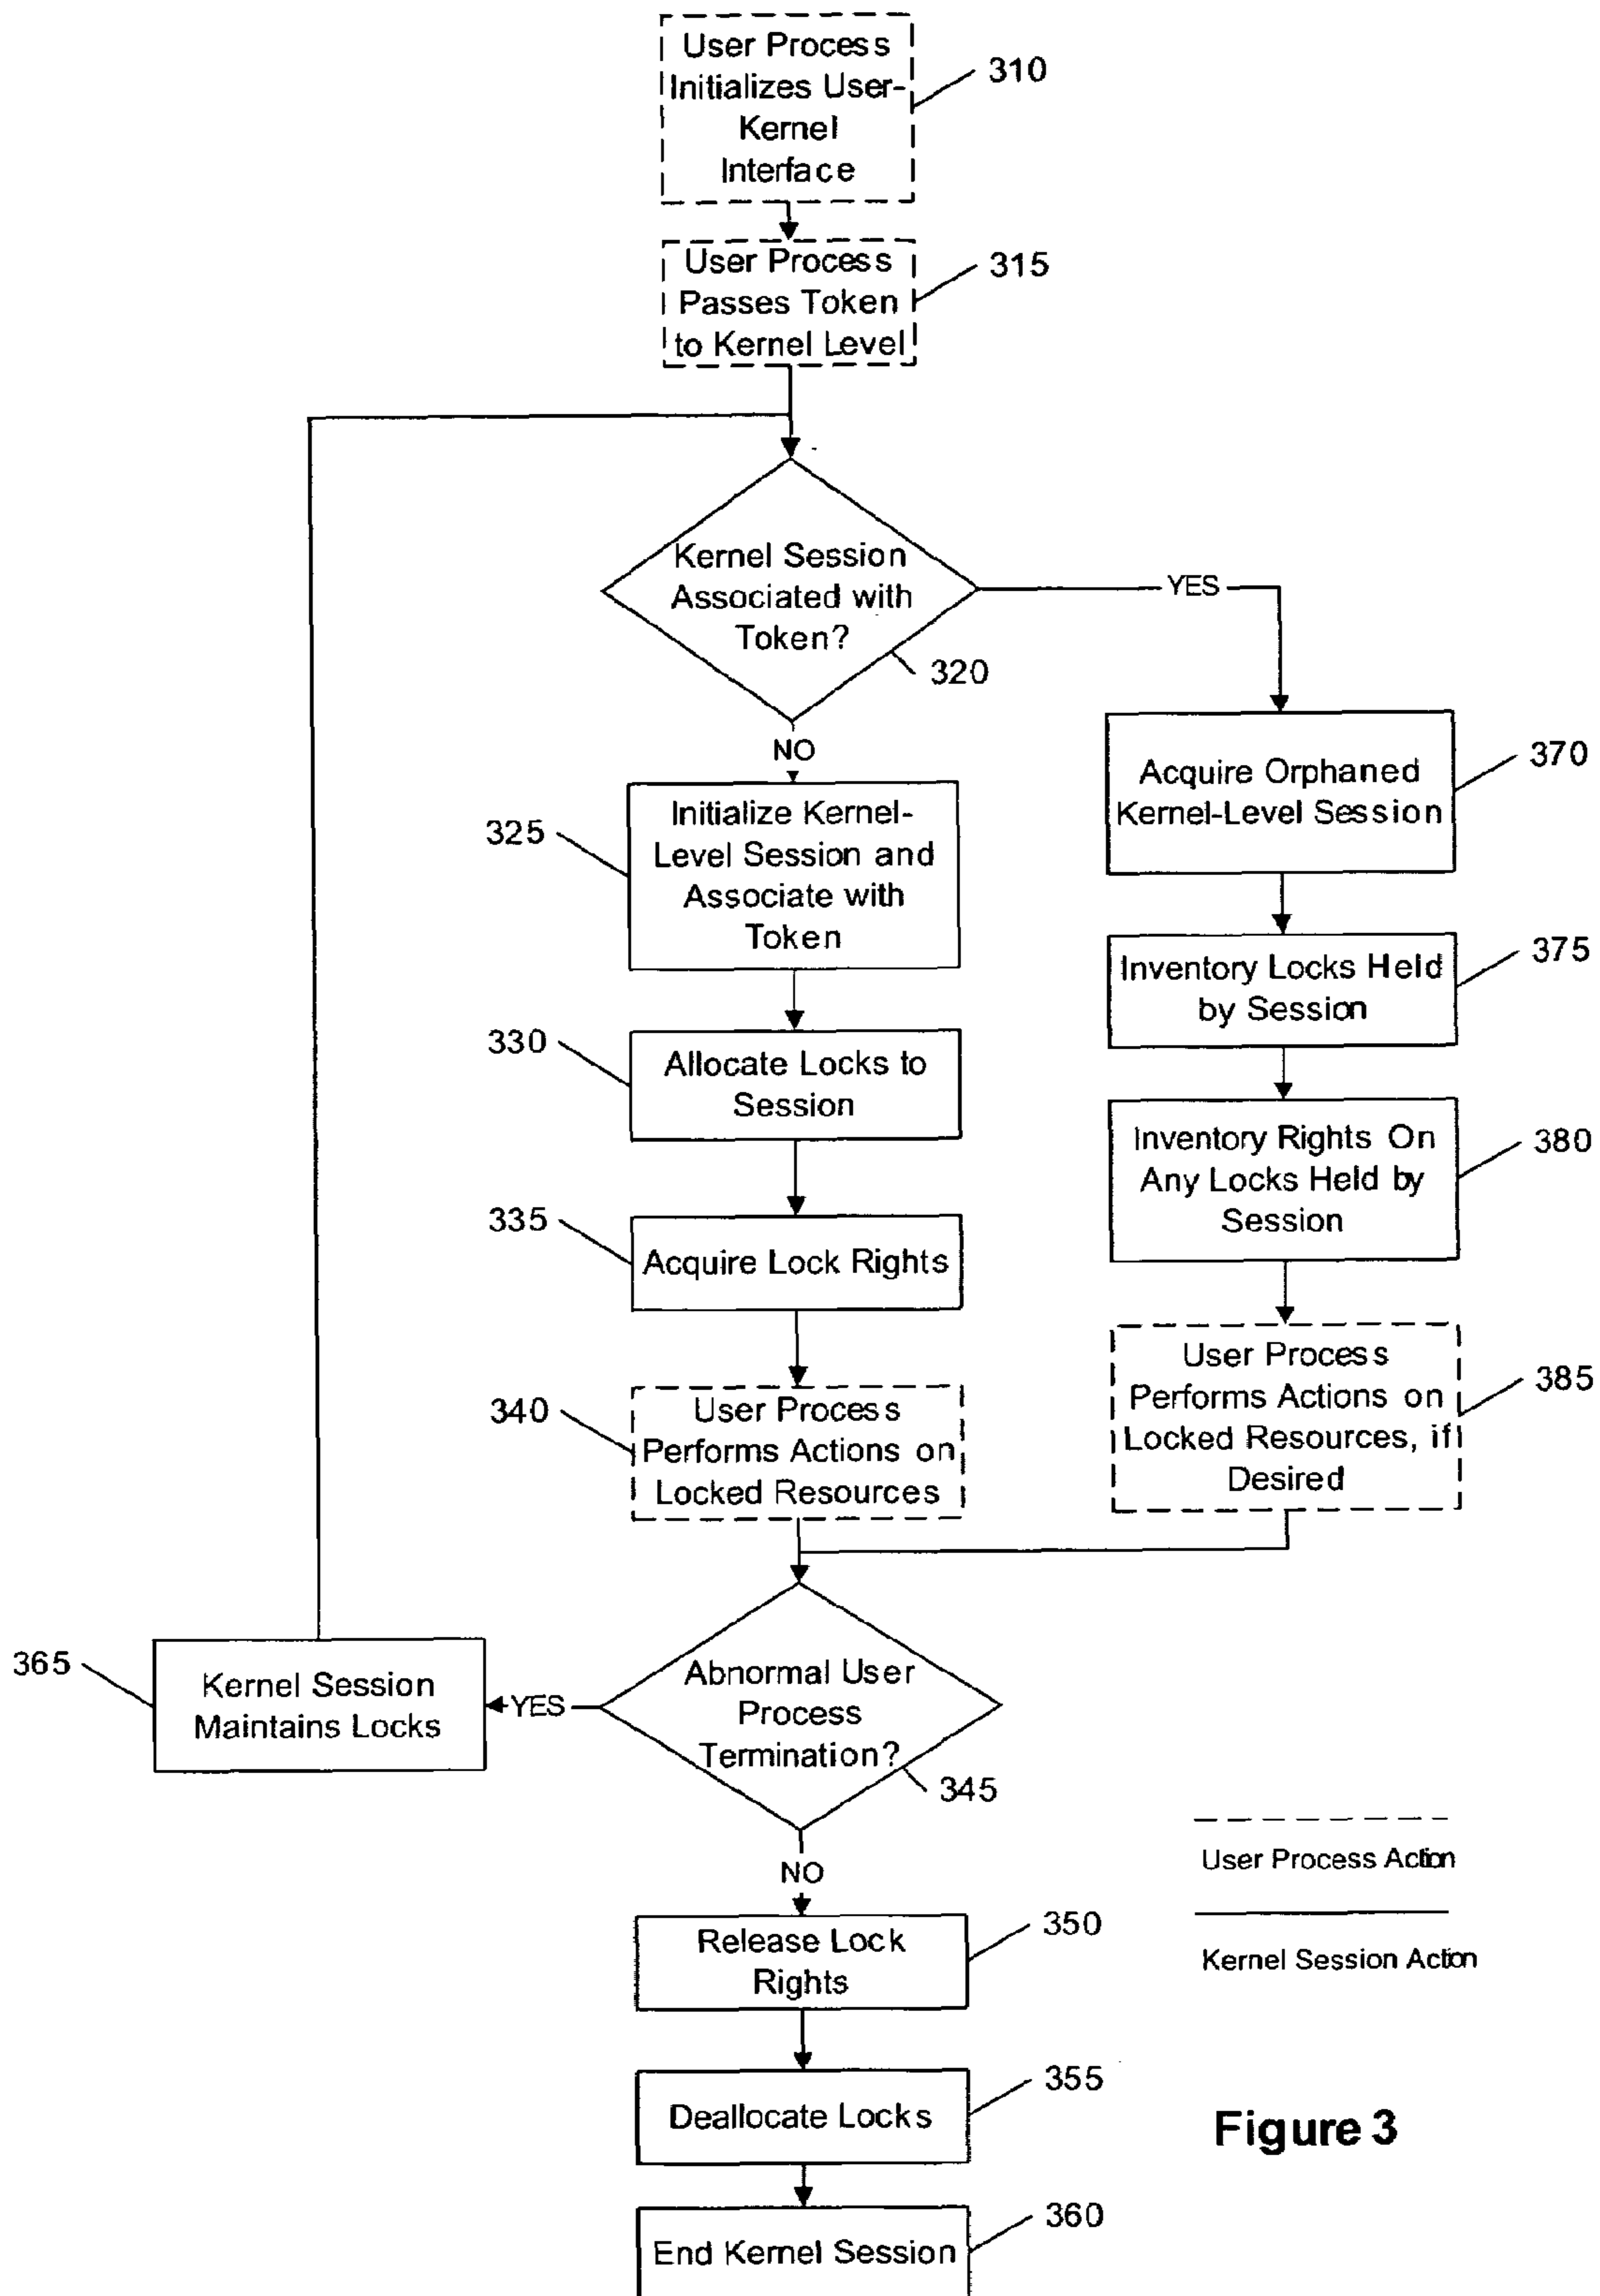 User Process
Initializes User-
Kernel
Interface
310
User Process
Passes Token
to Kernel Level
315
Kernel Session
Associated with
Token?
320
YES
NO
Initialize Kernel-
Level Session and
Associate with
Token
325
Allocate Locks to
Session
330
Acquire Lock Rights
335
User Process
Performs Actions on
Locked Resources
340
Acquire Orphaned
Kernel-Level Session
370
Inventory Locks Held
by Session
375
Inventory Rights On
Any Locks Held by
Session
380
User Process
Performs Actions on
Locked Resources, if
Desired
385
Abnormal User
Process
Termination?
345
YES
Kernel Session
Maintains Locks
365
NO
Release Lock
Rights
350
Deallocate Locks
355
End Kernel Session
360
User Process Action
Kernel Session Action
Figure 3